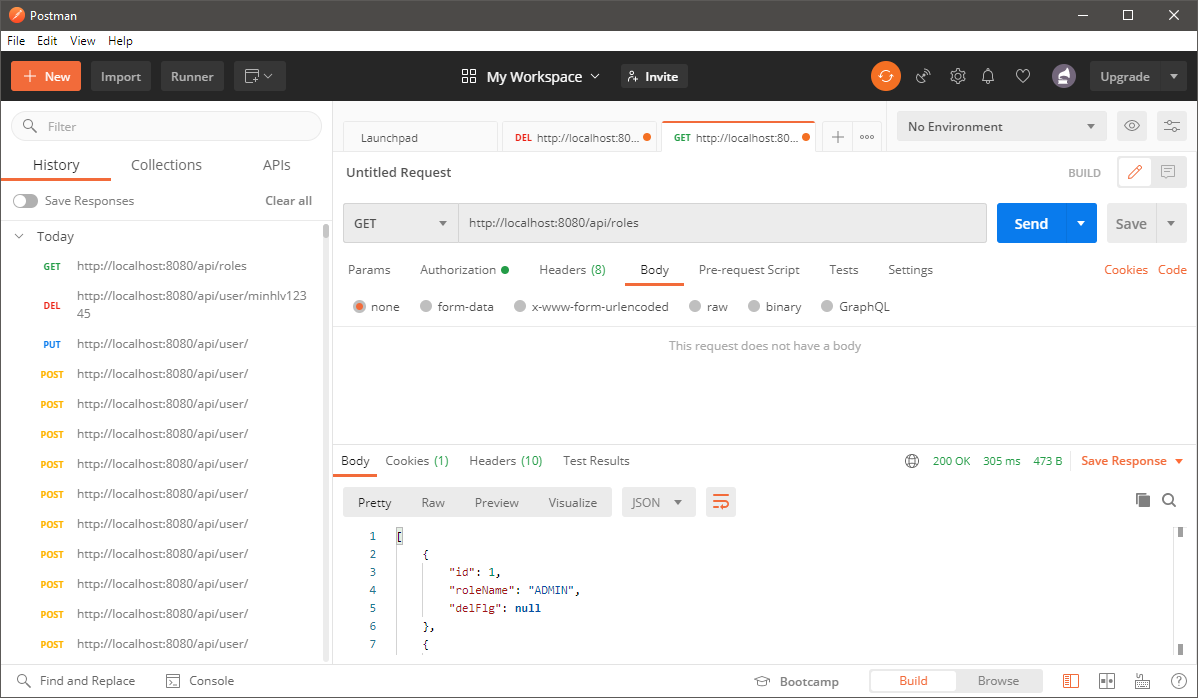 Postman
File Edit View Help
New Import Runner My Workspace Invite Upgrade
Filter
History Collections APIs
Save Responses Clear all
Today
GET http://localhost:8080/api/roles
DEL http://localhost:8080/api/user/minhlv123
45
PUT http://localhost:8080/api/user/
POST http://localhost:8080/api/user/
POST http://localhost:8080/api/user/
POST http://localhost:8080/api/user/
POST http://localhost:8080/api/user/
POST http://localhost:8080/api/user/
POST http://localhost:8080/api/user/
POST http://localhost:8080/api/user/
POST http://localhost:8080/api/user/
POST http://localhost:8080/api/user/
POST http://localhost:8080/api/user/
Launchpad DEL http://localhost:80... GET http://localhost:80... No Environment
Untitled Request BUILD
GET http://localhost:8080/api/roles Send Save
Params Authorization Headers (8) Body Pre-request Script Tests Settings Cookies Code
none form-data x-www-form-urlencoded raw binary GraphQL
This request does not have a body
Body Cookies (1) Headers (10) Test Results 200 OK 305 ms 473 B Save Response
Pretty Raw Preview Visualize JSON
1 [
2 {
3 "id": 1,
4 "roleName": "ADMIN",
5 "delFlg": null
6 },
7 {
Find and Replace Console Bootcamp Build Browse